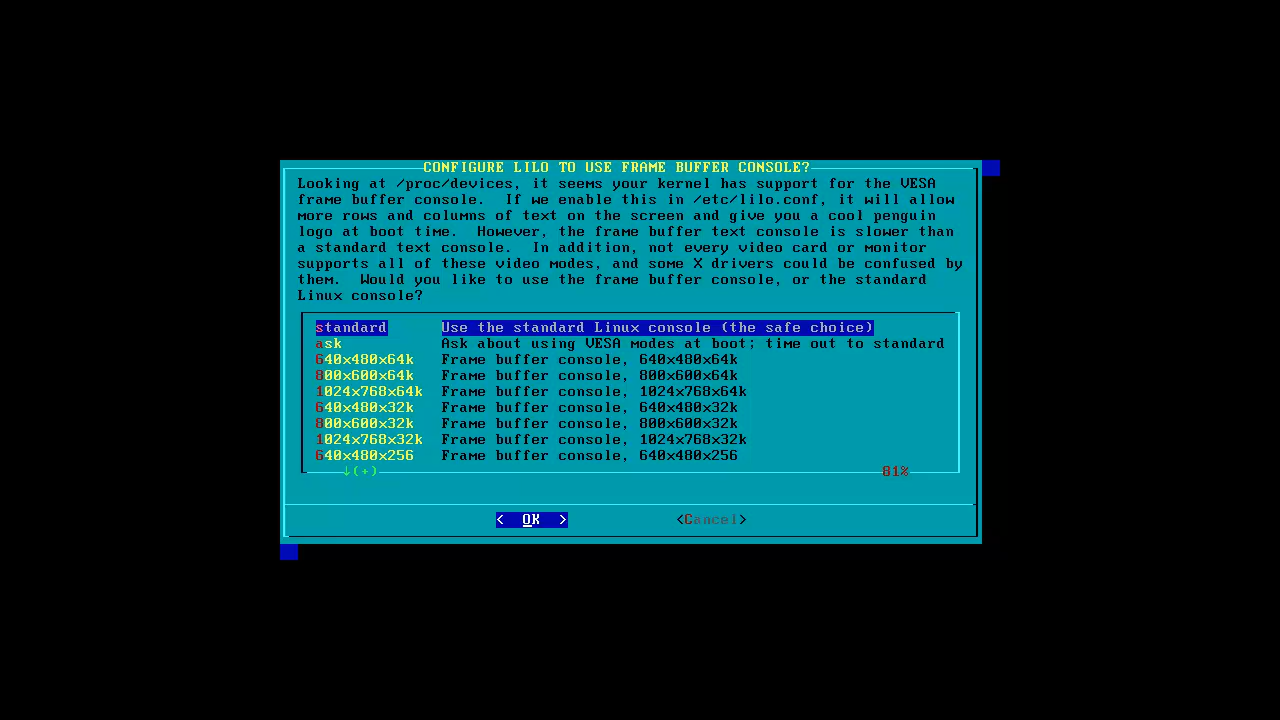 CONFIGURE LILO TO USE FRAME BUFFER CONSOLE?
Looking at /proc/devices, it seems your kernel has support for the VESA
frame buffer console.  If we enable this in /etc/lilo.conf, it will allow
more rows and columns of text on the screen and give you a cool penguin
logo at boot time.  However, the frame buffer text console is slower than
a standard text console.  In addition, not every video card or monitor
supports all of these video modes, and some X drivers could be confused by
them.  Would you like to use the frame buffer console, or the standard
Linux console?
standard Use the standard Linux console (the safe choice)
ask Ask about using VESA modes at boot; time out to standard
640x480x64k Frame buffer console, 640x480x64k
800x600x64k Frame buffer console, 800x600x64k
1024x768x64k Frame buffer console, 1024x768x64k
640x480x32k Frame buffer console, 640x480x32k
800x600x32k Frame buffer console, 800x600x32k
1024x768x32k Frame buffer console, 1024x768x32k
640x480x256 Frame buffer console, 640x480x256
↓(+) 81%
< OK > <Cancel>